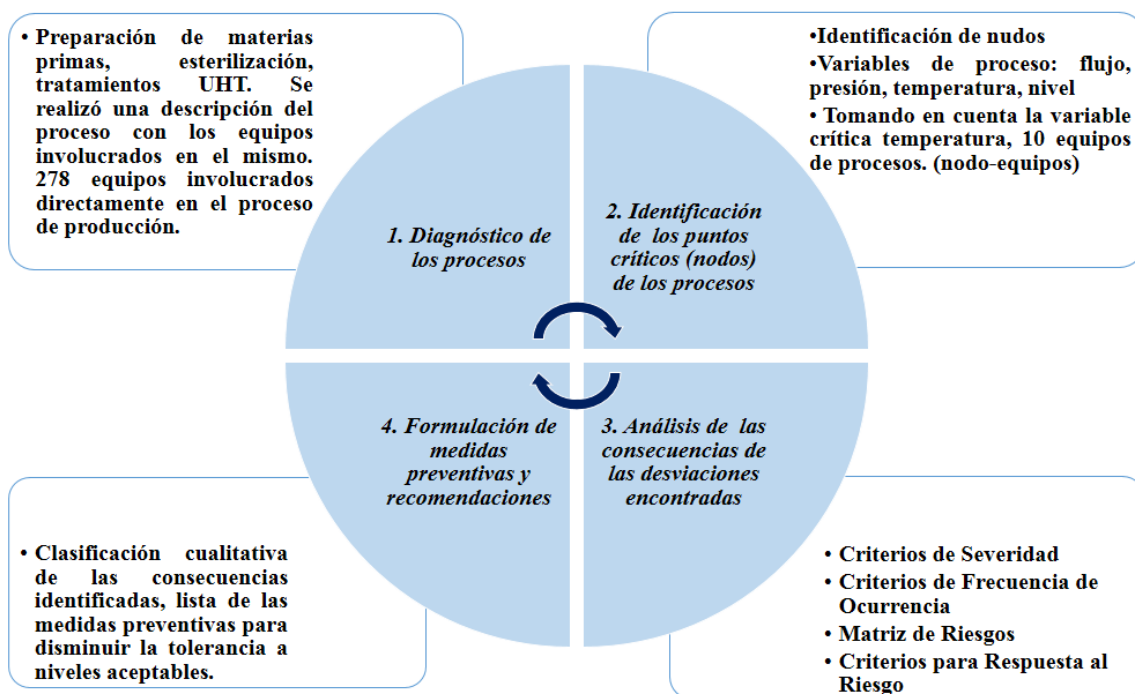 • Preparación de materias
primas, esterilización,
tratamientos UHT. Se
realizó una descripción del
proceso con los equipos
involucrados en el mismo.
278 equipos involucrados
directamente en el proceso
de producción.
•Identificación de nudos
•Variables de proceso: flujo,
presión, temperatura, nivel
• Tomando en cuenta la variable
crítica temperatura, 10 equipos
de procesos. (nodo-equipos)
1. Diagnóstico de
los procesos
2. Identificación
de los puntos
críticos (nodos)
de los procesos
4. Formulación de
medidas
preventivas y
recomendaciones
3. Análisis de las
consecuencias de
las desviaciones
encontradas
• Clasificación cualitativa
de las consecuencias
identificadas, lista de las
medidas preventivas para
disminuir la tolerancia a
niveles aceptables.
• Criterios de Severidad
• Criterios de Frecuencia de
Ocurrencia
• Matriz de Riesgos
• Criterios para Respuesta al
Riesgo